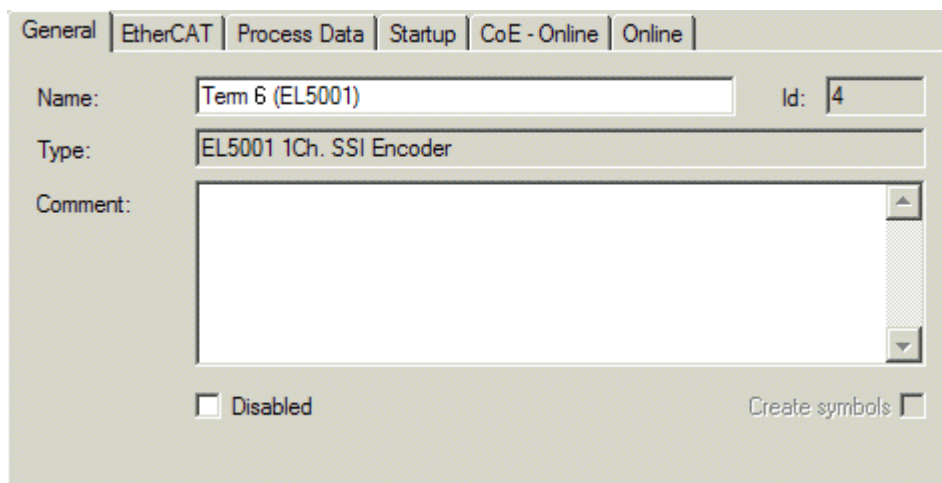 General EtherCAT Process Data Startup CoE - Online Online
Name: Term 6 (EL5001) Id: 4
Type: EL5001 1Ch. SSI Encoder
Comment:
Disabled Create symbols